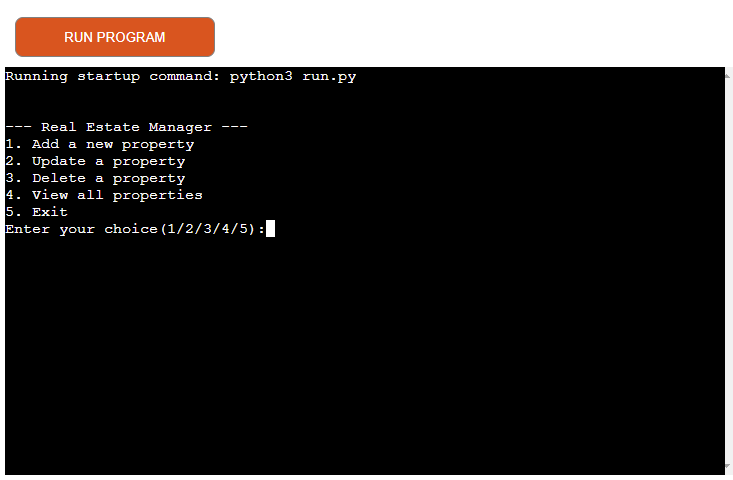 RUN PROGRAM
Running startup command: python3 run.py
--- Real Estate Manager ---
1. Add a new property
2. Update a property
3. Delete a property
4. View all properties
5. Exit
Enter your choice(1/2/3/4/5):